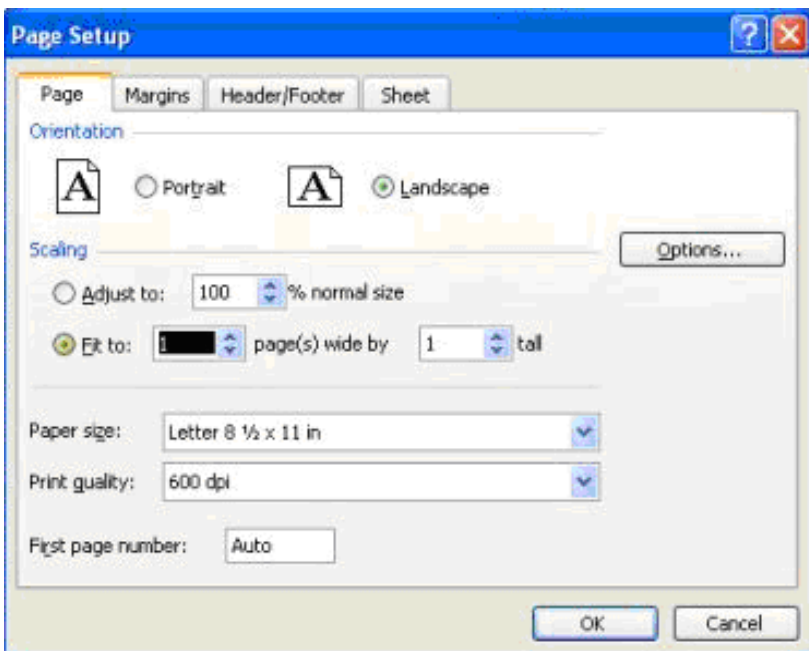 Page Setup
Page Margins Header/Footer Sheet
Orientation
A Portrait A Landscape
Scaling
Options...
Adjust to: 100 % normal size
Fit to: 1 page(s) wide by 1 tall
Paper size: Letter 8 ½ x 11 in
Print quality: 600 dpi
First page number: Auto
OK Cancel